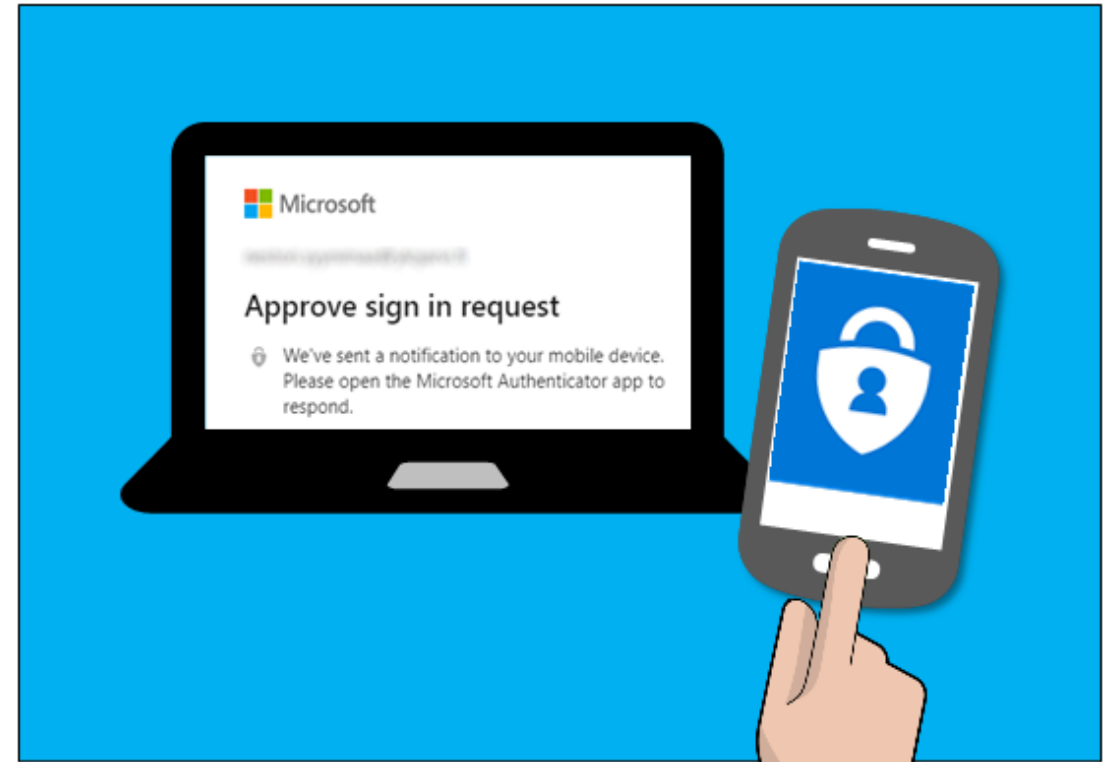 Microsoft
Approve sign in request
We've sent a notification to your mobile device.
Please open the Microsoft Authenticator app to
respond.